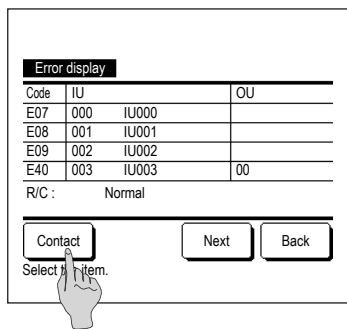 Error display
Code IU OU
E07 000 IU000
E08 001 IU001
E09 002 IU002
E40 003 IU003 00
R/C : Normal
Contact Next Back
Select item.